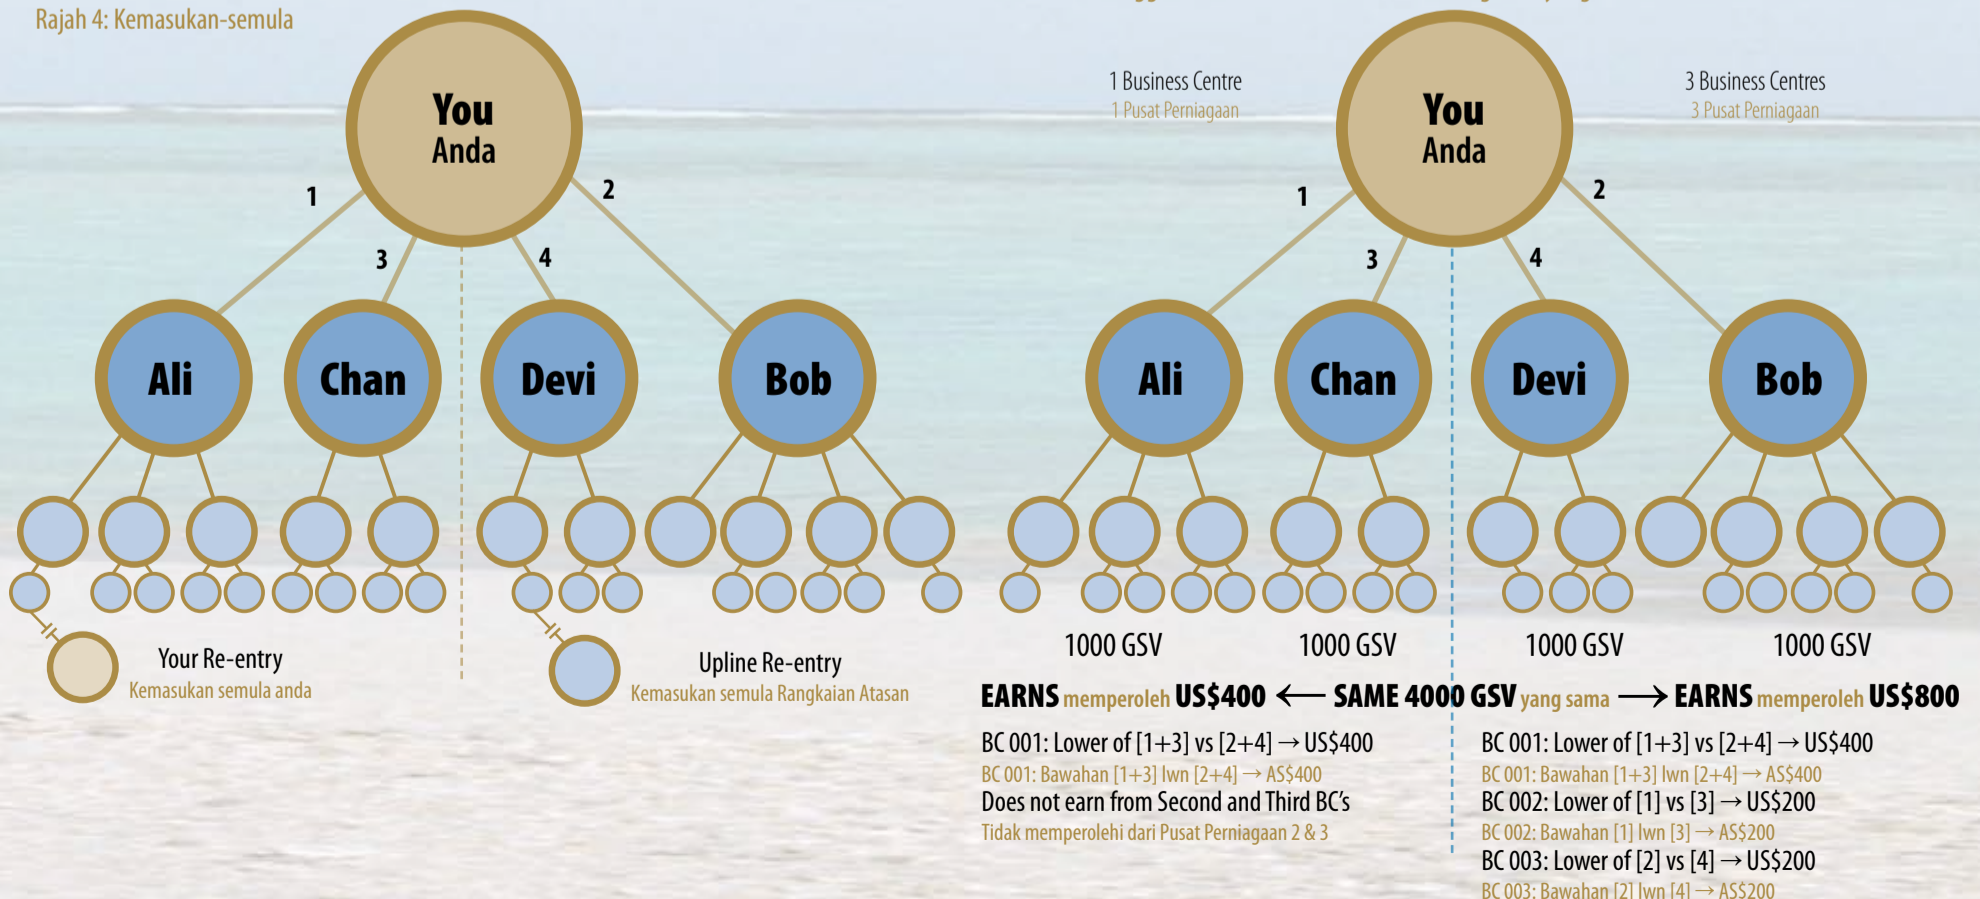 Rajah 4: Kemasukan-semula
You
Anda
1
2
3
4
Ali
Chan
Devi
Bob
Your Re-entry
Kemasukan semula anda
Upline Re-entry
Kemasukan semula Rangkaian Atasan
1 Business Centre
1 Pusat Perniagaan
3 Business Centres
3 Pusat Perniagaan
You
Anda
1
2
3
4
Ali
Chan
Devi
Bob
1000 GSV
1000 GSV
1000 GSV
1000 GSV
EARNS memperoleh US$400 ← SAME 4000 GSV yang sama → EARNS memperoleh US$800
BC 001: Lower of [1+3] vs [2+4] → US$400
BC 001: Bawahan [1+3] lwn [2+4] → AS$400
Does not earn from Second and Third BC's
Tidak memperolehi dari Pusat Perniagaan 2 & 3
BC 001: Lower of [1+3] vs [2+4] → US$400
BC 001: Bawahan [1+3] lwn [2+4] → AS$400
BC 002: Lower of [1] vs [3] → US$200
BC 002: Bawahan [1] lwn [3] → AS$200
BC 003: Lower of [2] vs [4] → US$200
BC 003: Bawahan [2] lwn [4] → AS$200